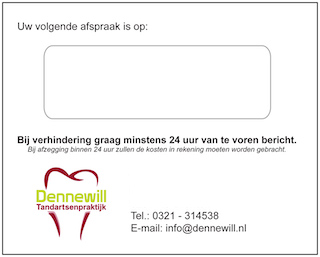 Uw volgende afspraak is op:
Bij verhindering graag minstens 24 uur van te voren bericht.
Bij afzegging binnen 24 uur zullen de kosten in rekening moeten worden gebracht.
Dennewill
Tandartsenpraktijk
Tel.: 0321 - 314538
E-mail: info@dennewill.nl